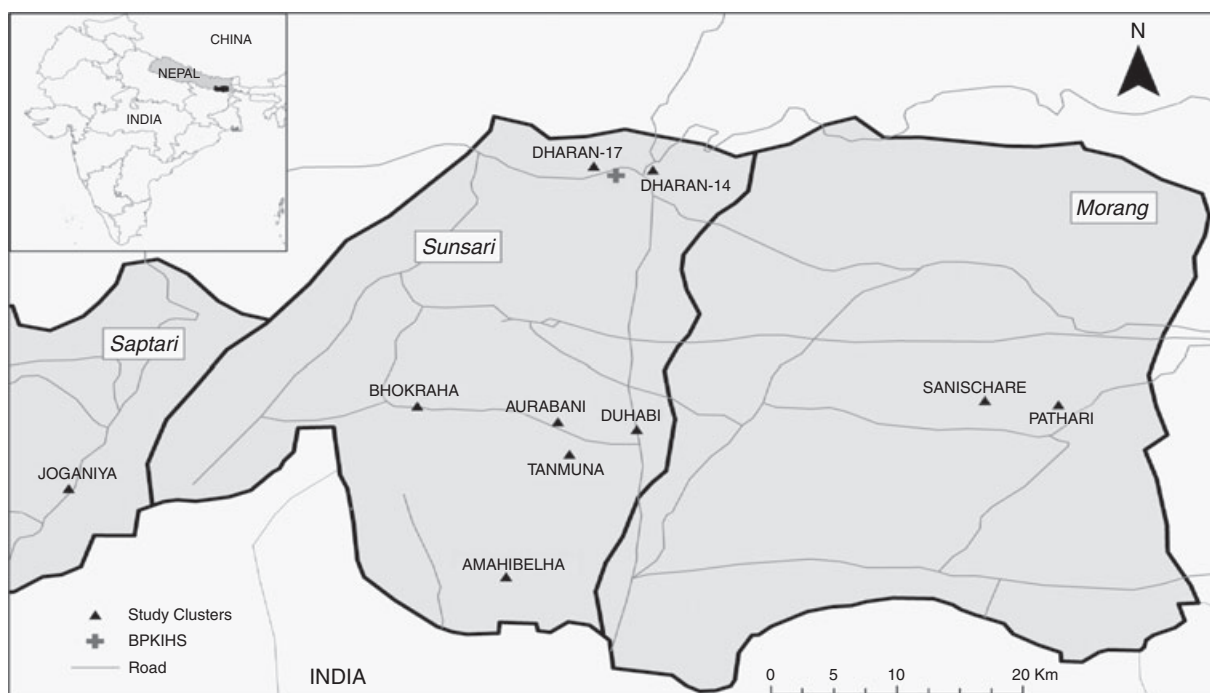 CHINA
NEPAL
INDIA
N
DHARAN-17
DHARAN-14
Morang
Sunsari
Saptari
BHOKRAHA
AURABANI
DUHABI
SANISCHARE
PATHARI
TANMUNA
JOGANIYA
AMAHIBELHA
Study Clusters
BPKIHS
Road
INDIA
0 5 10 20 Km